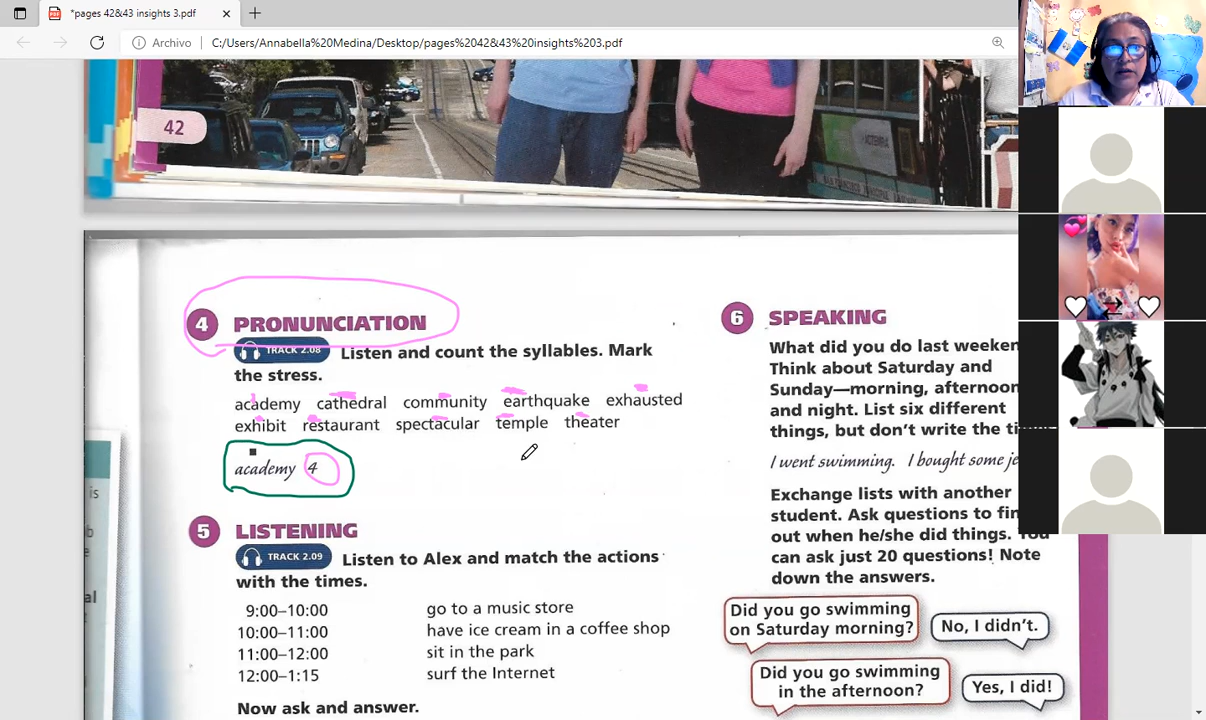 *pages 42&43 insights 3.pdf
Archivo
C:/Users/Annabella%20Medina/Desktop/pages%2042&43%20insights%203.pdf
42
4 PRONUNCIATION
TRACK 2.08 Listen and count the syllables. Mark
the stress.
academy cathedral community earthquake exhausted
exhibit restaurant spectacular temple theater
academy 4
5 LISTENING
TRACK 2.09 Listen to Alex and match the actions
with the times.
9:00–10:00 go to a music store
10:00–11:00 have ice cream in a coffee shop
11:00–12:00 sit in the park
12:00–1:15 surf the Internet
Now ask and answer.
6 SPEAKING
What did you do last weeken
Think about Saturday and
Sunday—morning, afternoon
and night. List six different
things, but don't write the ti
I went swimming. I bought some je
Exchange lists with another
student. Ask questions to fin
out when he/she did things. You
can ask just 20 questions! Note
down the answers.
Did you go swimming
on Saturday morning?
No, I didn't.
Did you go swimming
in the afternoon?
Yes, I did!
is
al